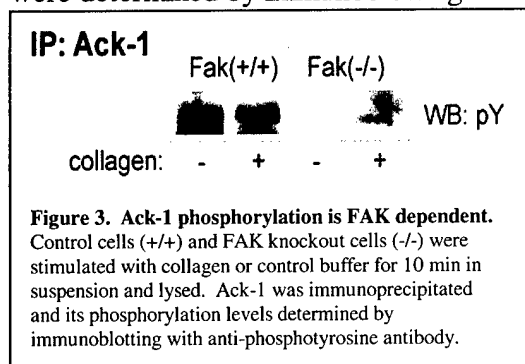 IP: Ack-1
Fak(+/+) Fak(-/-)
WB: pY
collagen: - + - +
Figure 3. Ack-1 phosphorylation is FAK dependent.
Control cells (+/+) and FAK knockout cells (-/-) were
stimulated with collagen or control buffer for 10 min in
suspension and lysed. Ack-1 was immunoprecipitated
and its phosphorylation levels determined by
immunoblotting with anti-phosphotyrosine antibody.